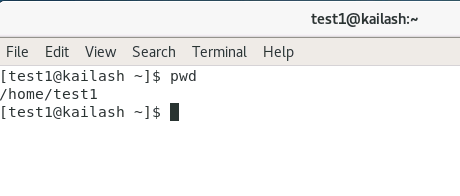 test1@kailash:~
File Edit View Search Terminal Help
[test1@kailash ~]$ pwd
/home/test1
[test1@kailash ~]$